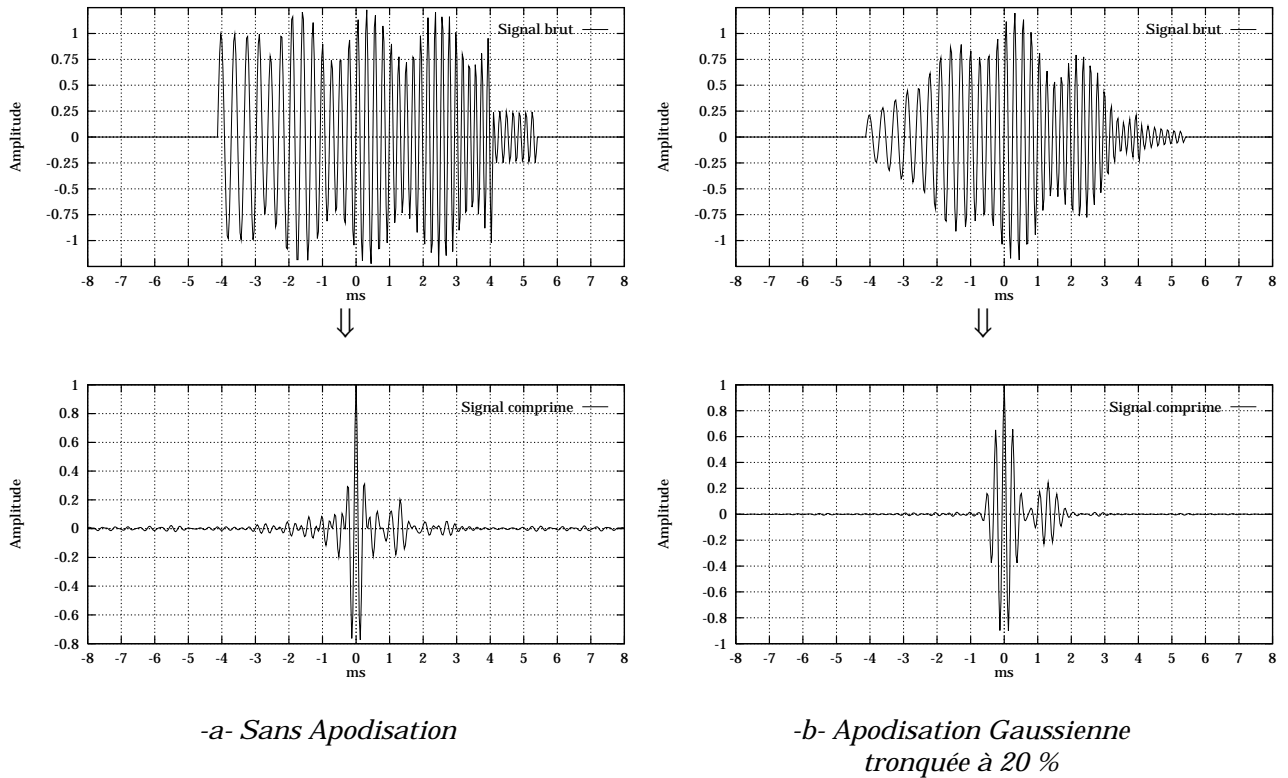 1
0.75
0.5
0.25
0
-0.25
-0.5
-0.75
-1
Amplitude
Signal brut
-8 -7 -6 -5 -4 -3 -2 -1 0 1 2 3 4 5 6 7 8
ms
1
0.75
0.5
0.25
0
-0.25
-0.5
-0.75
-1
Amplitude
Signal brut
-8 -7 -6 -5 -4 -3 -2 -1 0 1 2 3 4 5 6 7 8
ms
⇓
⇓
1
0.8
0.6
0.4
0.2
0
-0.2
-0.4
-0.6
-0.8
Amplitude
Signal comprime
-8 -7 -6 -5 -4 -3 -2 -1 0 1 2 3 4 5 6 7 8
ms
1
0.8
0.6
0.4
0.2
0
-0.2
-0.4
-0.6
-0.8
-1
Amplitude
Signal comprime
-8 -7 -6 -5 -4 -3 -2 -1 0 1 2 3 4 5 6 7 8
ms
-a- Sans Apodisation
-b- Apodisation Gaussienne
tronquée à 20 %